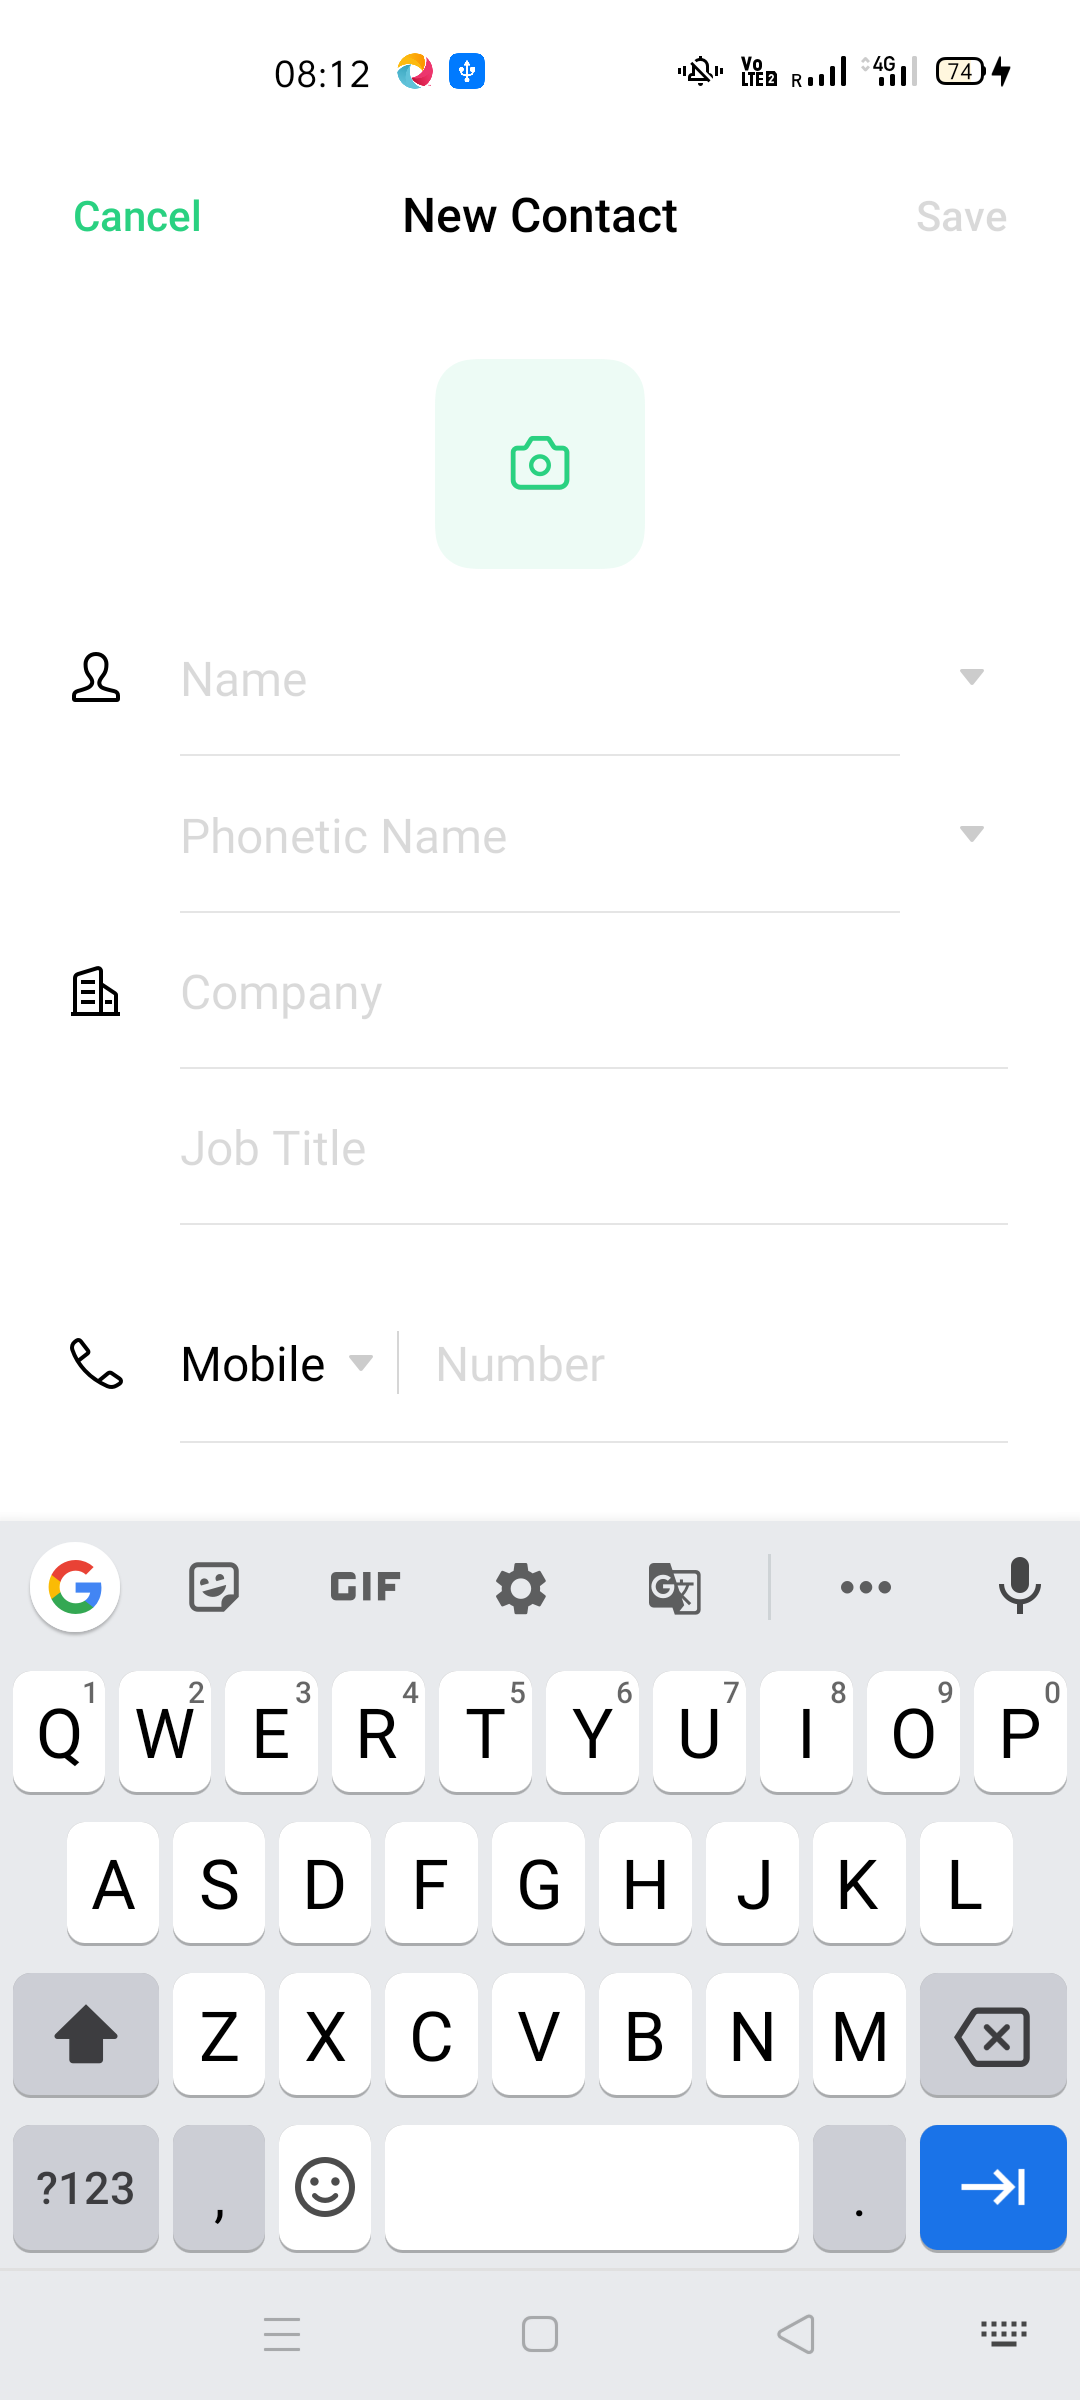 08:12 Vo LTE2 R 4G 74
Cancel New Contact Save
Name
Phonetic Name
Company
Job Title
Mobile Number
G GIF G 文
Q1 W2 E3 R4 T5 Y6 U7 I8 O9 P0
A S D F G H J K L
Z X C V B N M
?123 , .